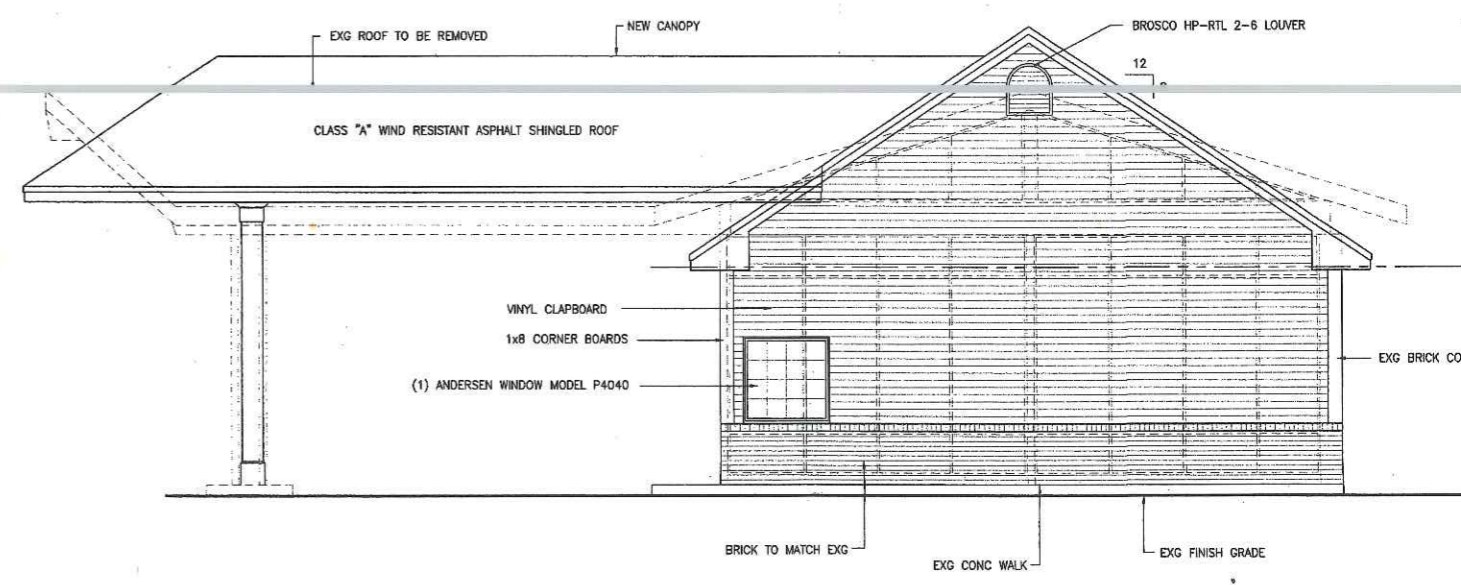 NEW CANOPY
BROSCO HP-RTL 2-6 LOUVER
EXG ROOF TO BE REMOVED
12
CLASS "A" WIND RESISTANT ASPHALT SHINGLED ROOF
VINYL CLAPBOARD
1x8 CORNER BOARDS
EXG BRICK CO
(1) ANDERSEN WINDOW MODEL P4040
BRICK TO MATCH EXG
EXG FINISH GRADE
EXG CONC WALK